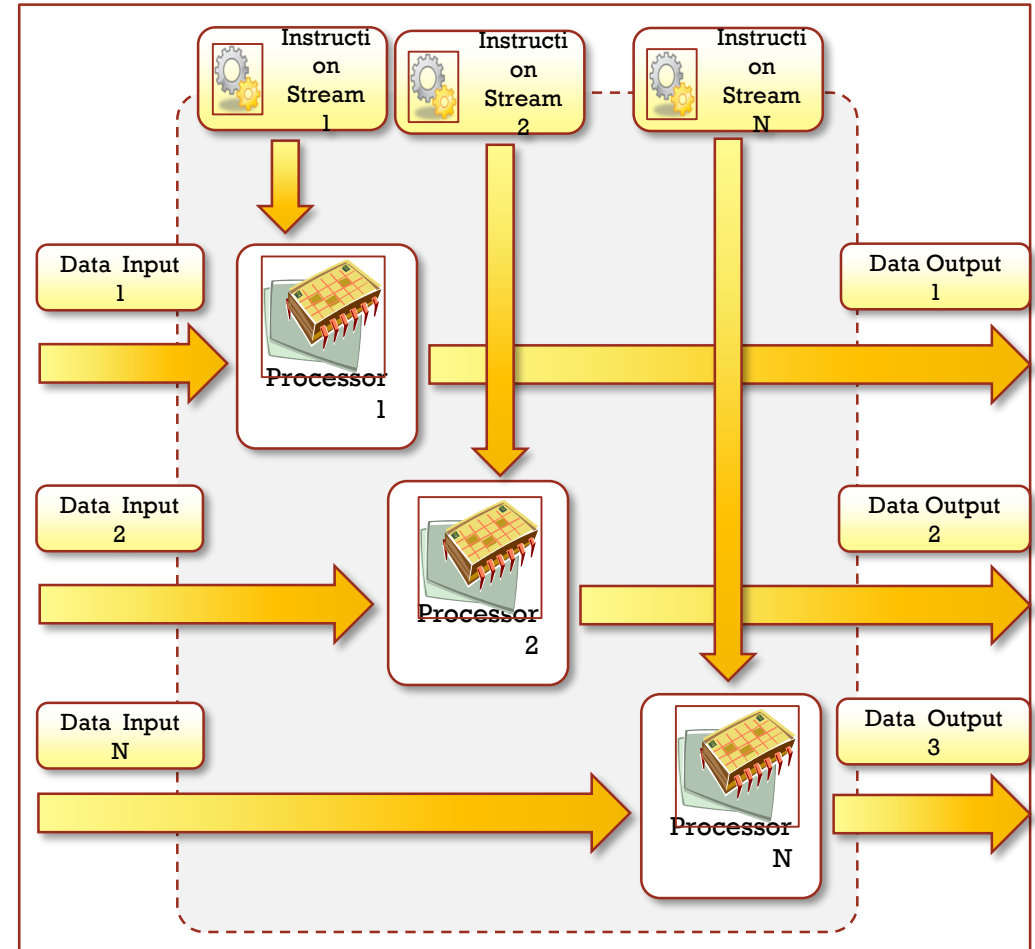 Instructi
on
Stream
1
Instructi
on
Stream
2
Instructi
on
Stream
N
Data Input
1
Processor
1
Data Output
1
Data Input
2
Processor
2
Data Output
2
Data Input
N
Processor
N
Data Output
3